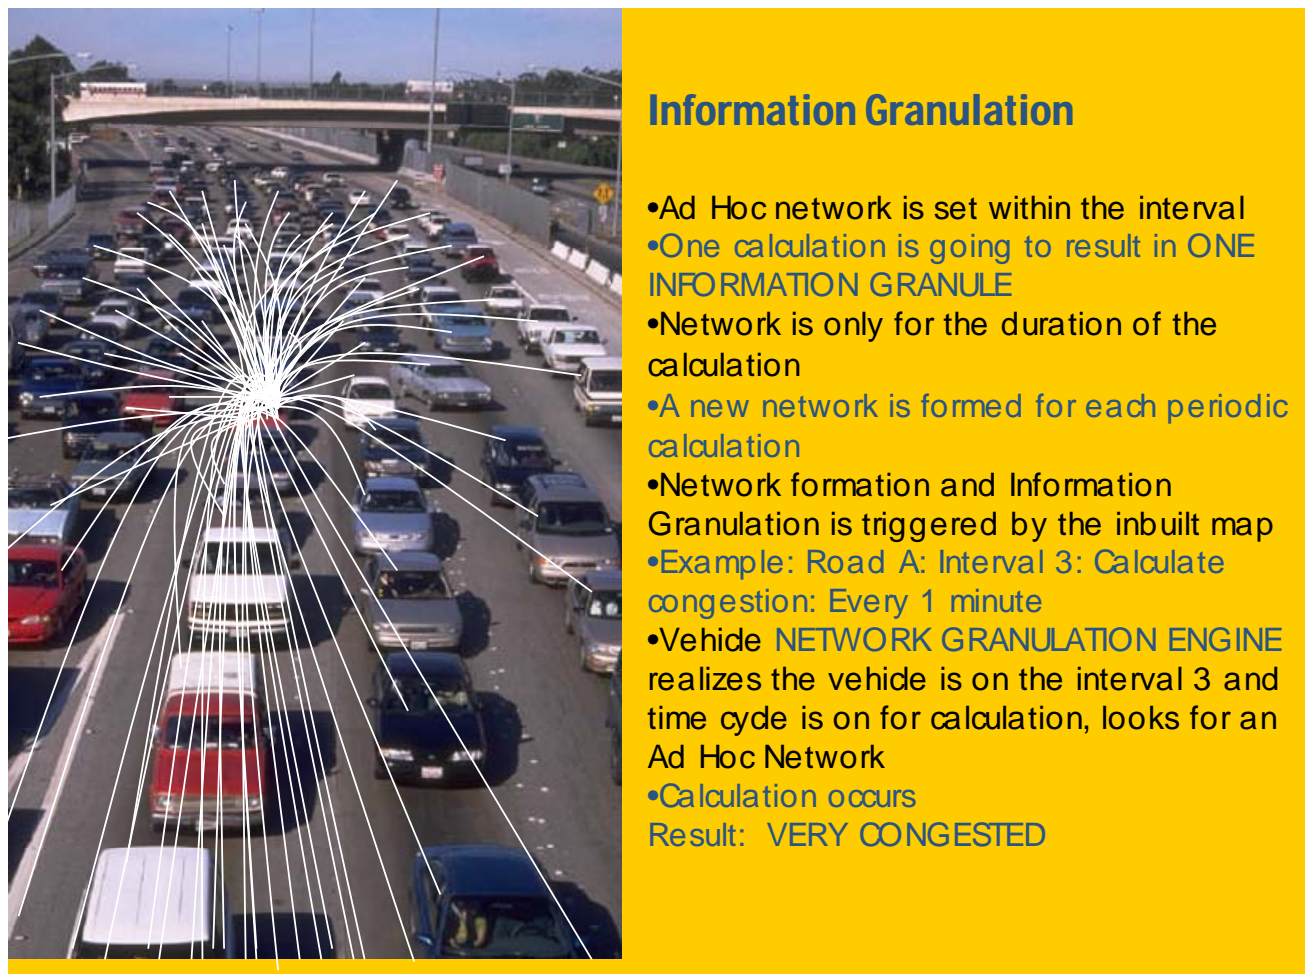 Information Granulation
•Ad Hoc network is set within the interval
•One calculation is going to result in ONE
INFORMATION GRANULE
•Network is only for the duration of the
calculation
•A new network is formed for each periodic
calculation
•Network formation and Information
Granulation is triggered by the inbuilt map
•Example: Road A: Interval 3: Calculate
congestion: Every 1 minute
•Vehicle NETWORK GRANULATION ENGINE
realizes the vehicle is on the interval 3 and
time cycle is on for calculation, looks for an
Ad Hoc Network
•Calculation occurs
Result: VERY CONGESTED